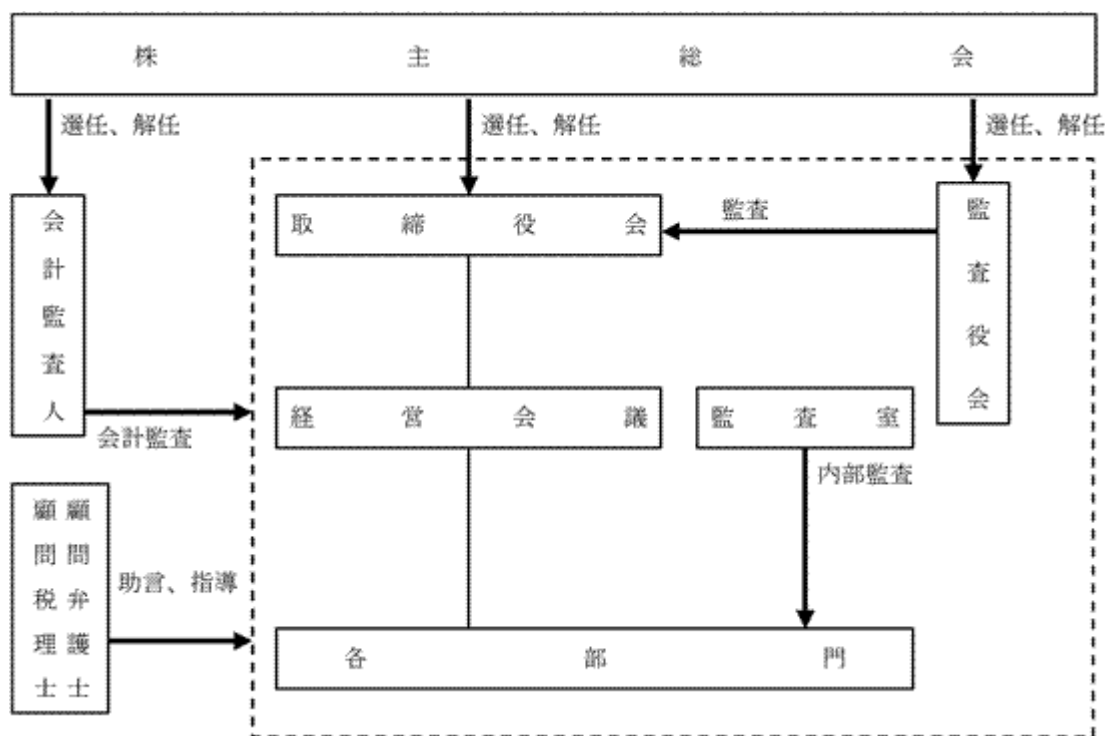 株主総会
選任、解任
選任、解任
選任、解任
会計監査人
取締役会
監査
監査役会
経営会議
監査室
会計監査
内部監査
顧問弁護士
顧問税理士
助言、指導
各部門